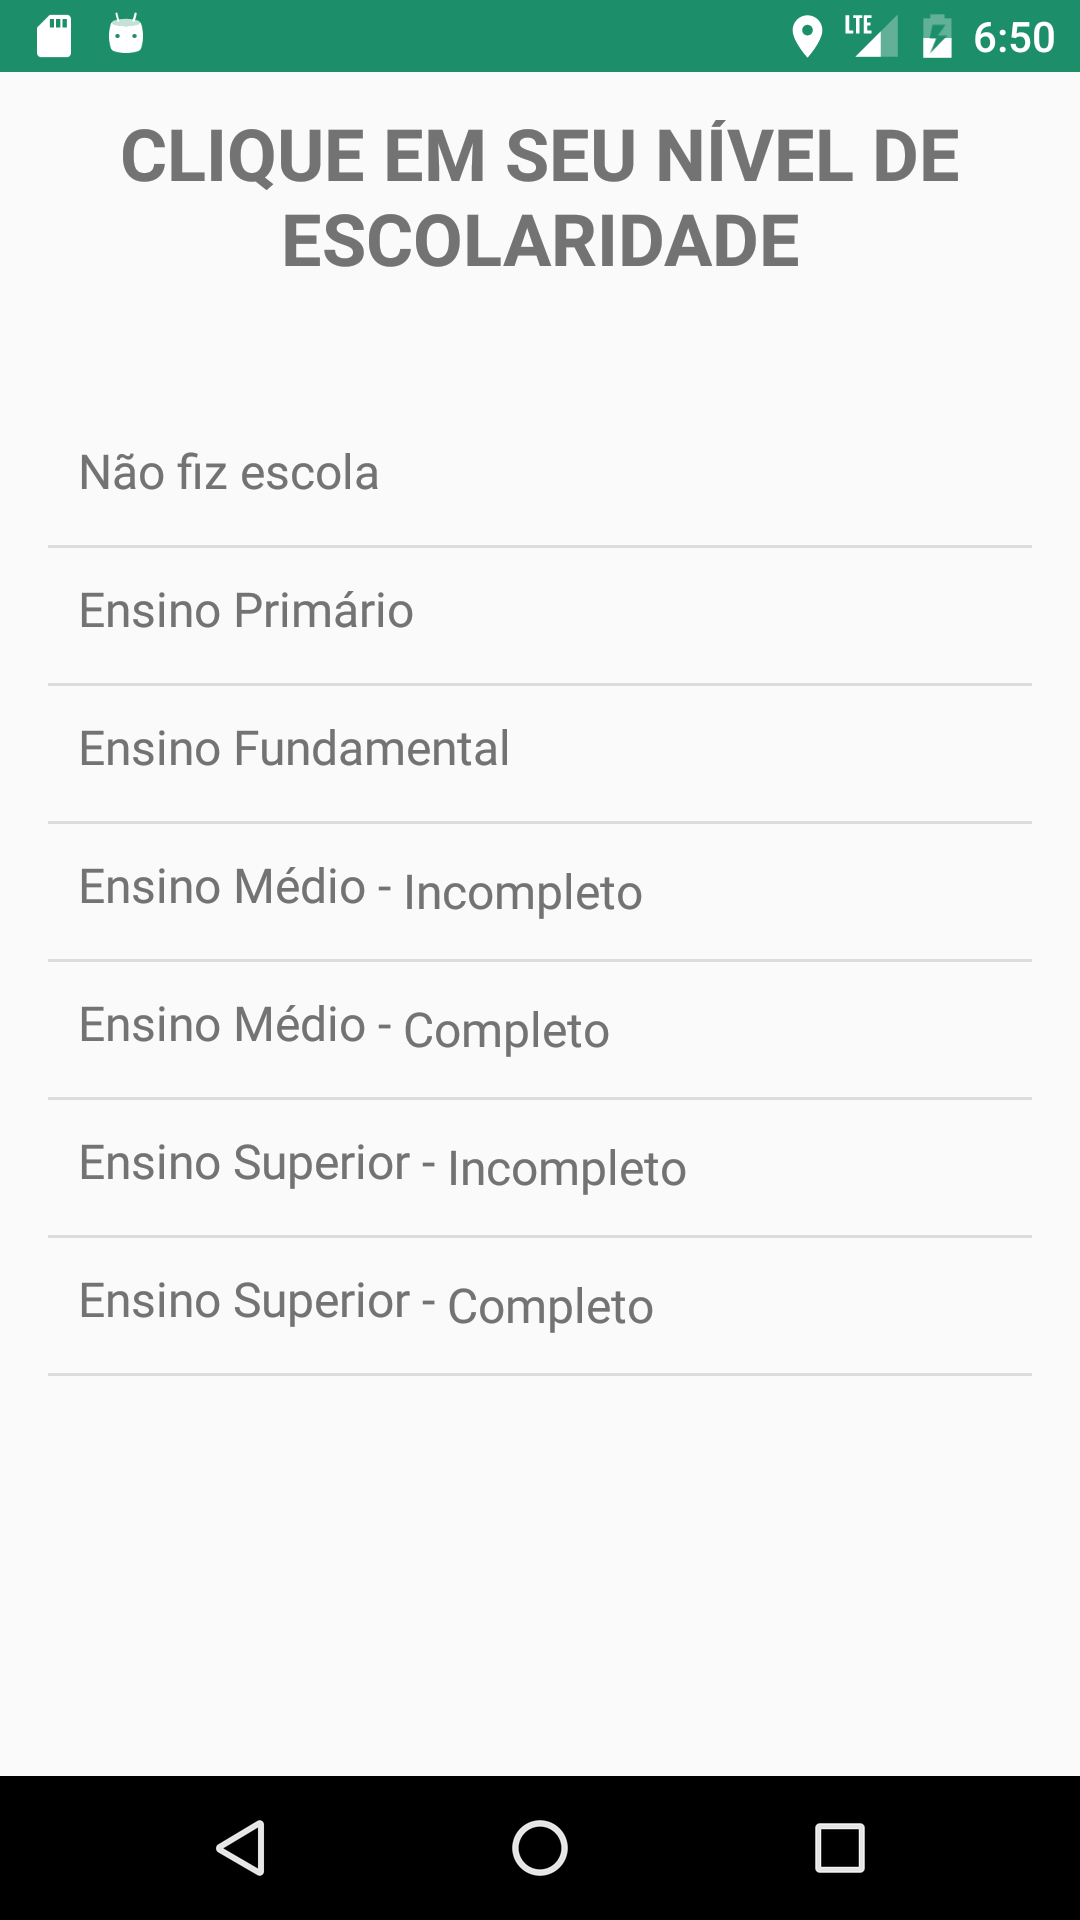 LTE 6:50
CLIQUE EM SEU NÍVEL DE
ESCOLARIDADE
Não fiz escola
Ensino Primário
Ensino Fundamental
Ensino Médio - Incompleto
Ensino Médio - Completo
Ensino Superior - Incompleto
Ensino Superior - Completo